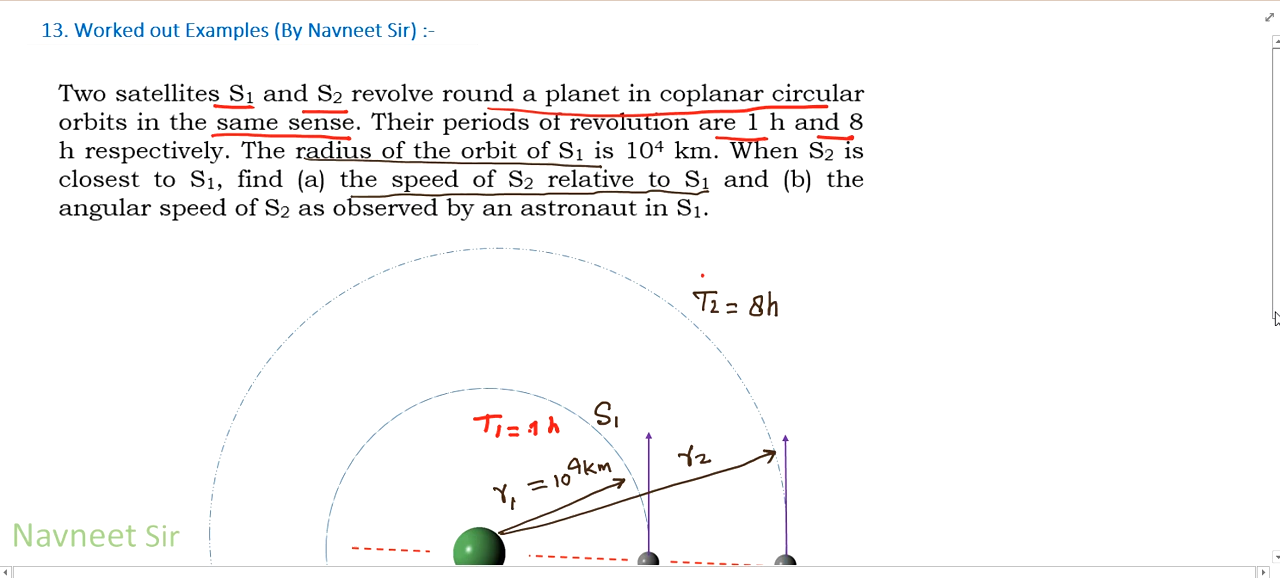 13. Worked out Examples (By Navneet Sir) :-
Two satellites S₁ and S₂ revolve round a planet in coplanar circular
orbits in the same sense. Their periods of revolution are 1 h and 8
h respectively. The radius of the orbit of S₁ is 10⁴ km. When S₂ is
closest to S₁, find (a) the speed of S₂ relative to S₁ and (b) the
angular speed of S₂ as observed by an astronaut in S₁.
T₂ = 8h
S₁
T₁ = 1 h
r₂
r₁ = 10⁴km
Navneet Sir